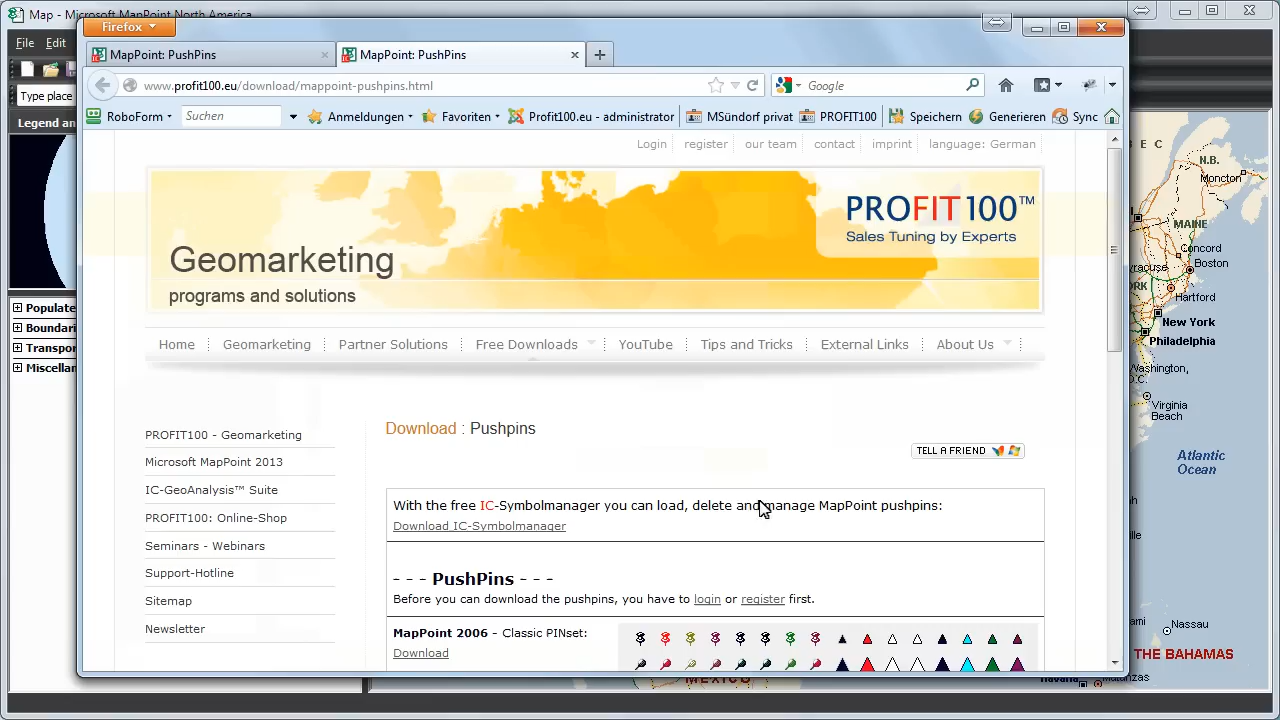 Map - Microsoft MapPoint North America
Firefox
File Edit
MapPoint: PushPins
MapPoint: PushPins
www.profit100.eu/download/mappoint-pushpins.html
Google
Type place
RoboForm
Suchen
Anmeldungen
Favoriten
Profit100.eu - administrator
MSündorf privat
PROFIT100
Speichern
Generieren
Sync
Legend an
Login register our team contact imprint language: German
PROFIT100™
Sales Tuning by Experts
Geomarketing
programs and solutions
Home Geomarketing Partner Solutions Free Downloads YouTube Tips and Tricks External Links About Us
Populate
Boundari
Transpor
Miscellan
Download : Pushpins
TELL A FRIEND
PROFIT100 - Geomarketing
Microsoft MapPoint 2013
IC-GeoAnalysis™ Suite
PROFIT100: Online-Shop
Seminars - Webinars
Support-Hotline
Sitemap
Newsletter
With the free IC-Symbolmanager you can load, delete and manage MapPoint pushpins:
Download IC-Symbolmanager
- - - PushPins - - -
Before you can download the pushpins, you have to login or register first.
MapPoint 2006 - Classic PINset:
Download
B E C
N.B.
Moncton
MAINE
Concord
Syracuse
Boston
ORK
Hartford
New York
Philadelphia
Washington,
D.C.
Virginia
Beach
Atlantic
Ocean
Nassau
THE BAHAMAS
Havana
Matanzas
MEXICO